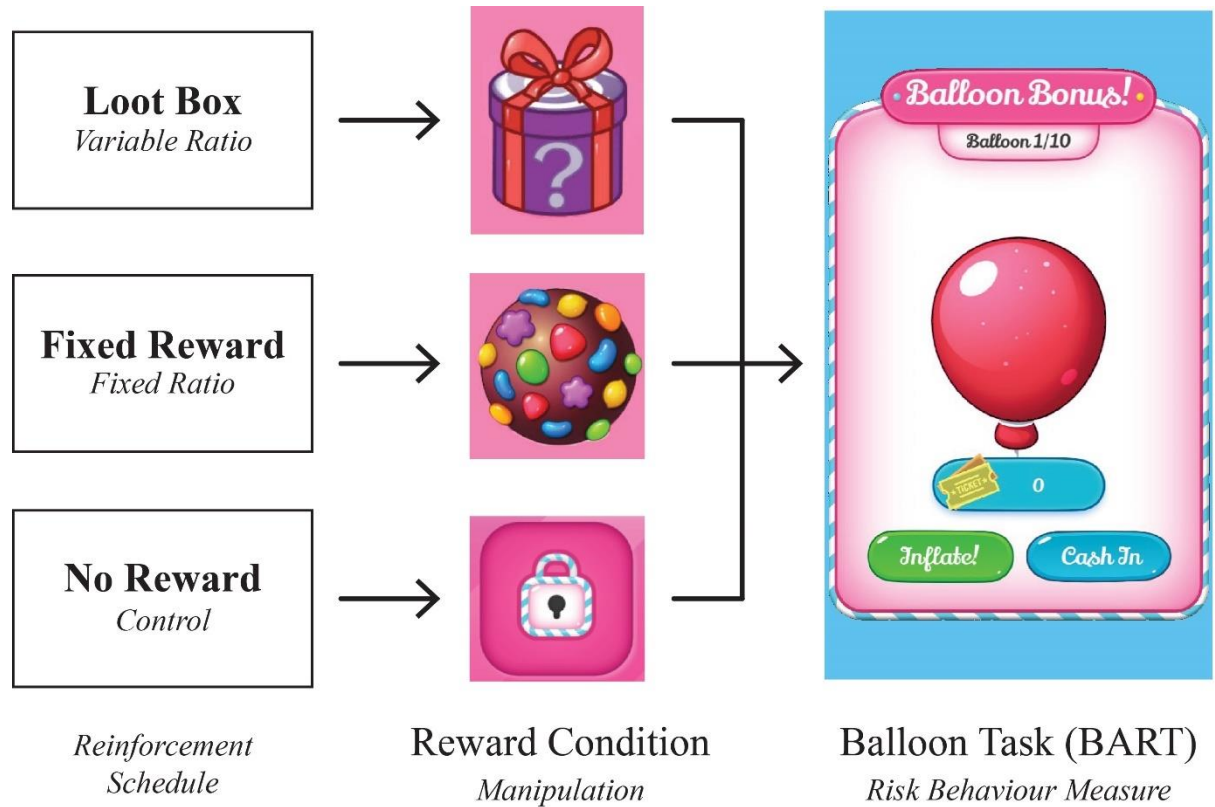 Loot Box
Variable Ratio
?
Fixed Reward
Fixed Ratio
No Reward
Control
Balloon Bonus!
Balloon 1/10
TICKET
0
Inflate!
Cash In
Reinforcement
Schedule
Reward Condition
Manipulation
Balloon Task (BART)
Risk Behaviour Measure